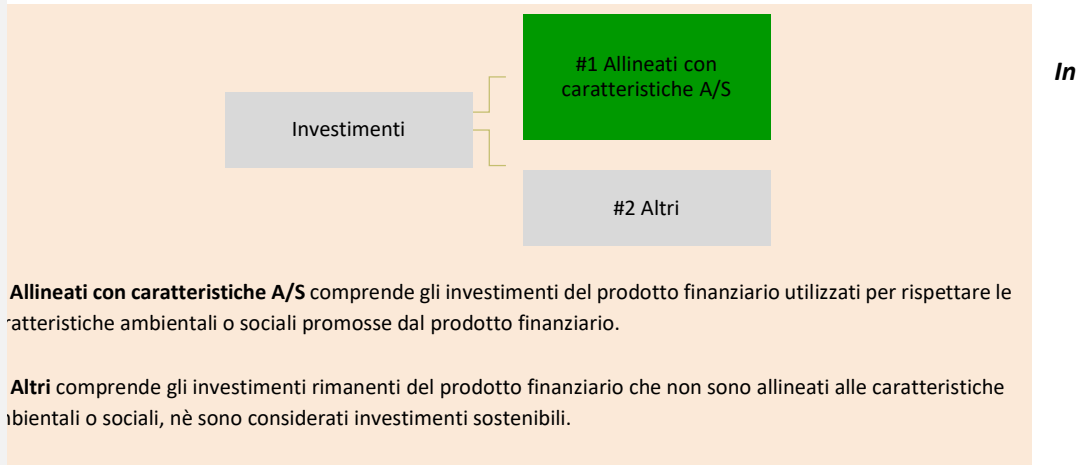 #1 Allineati con
caratteristiche A/S
In
Investimenti
#2 Altri
Allineati con caratteristiche A/S comprende gli investimenti del prodotto finanziario utilizzati per rispettare le
ratteristiche ambientali o sociali promosse dal prodotto finanziario.
Altri comprende gli investimenti rimanenti del prodotto finanziario che non sono allineati alle caratteristiche
bientali o sociali, nè sono considerati investimenti sostenibili.